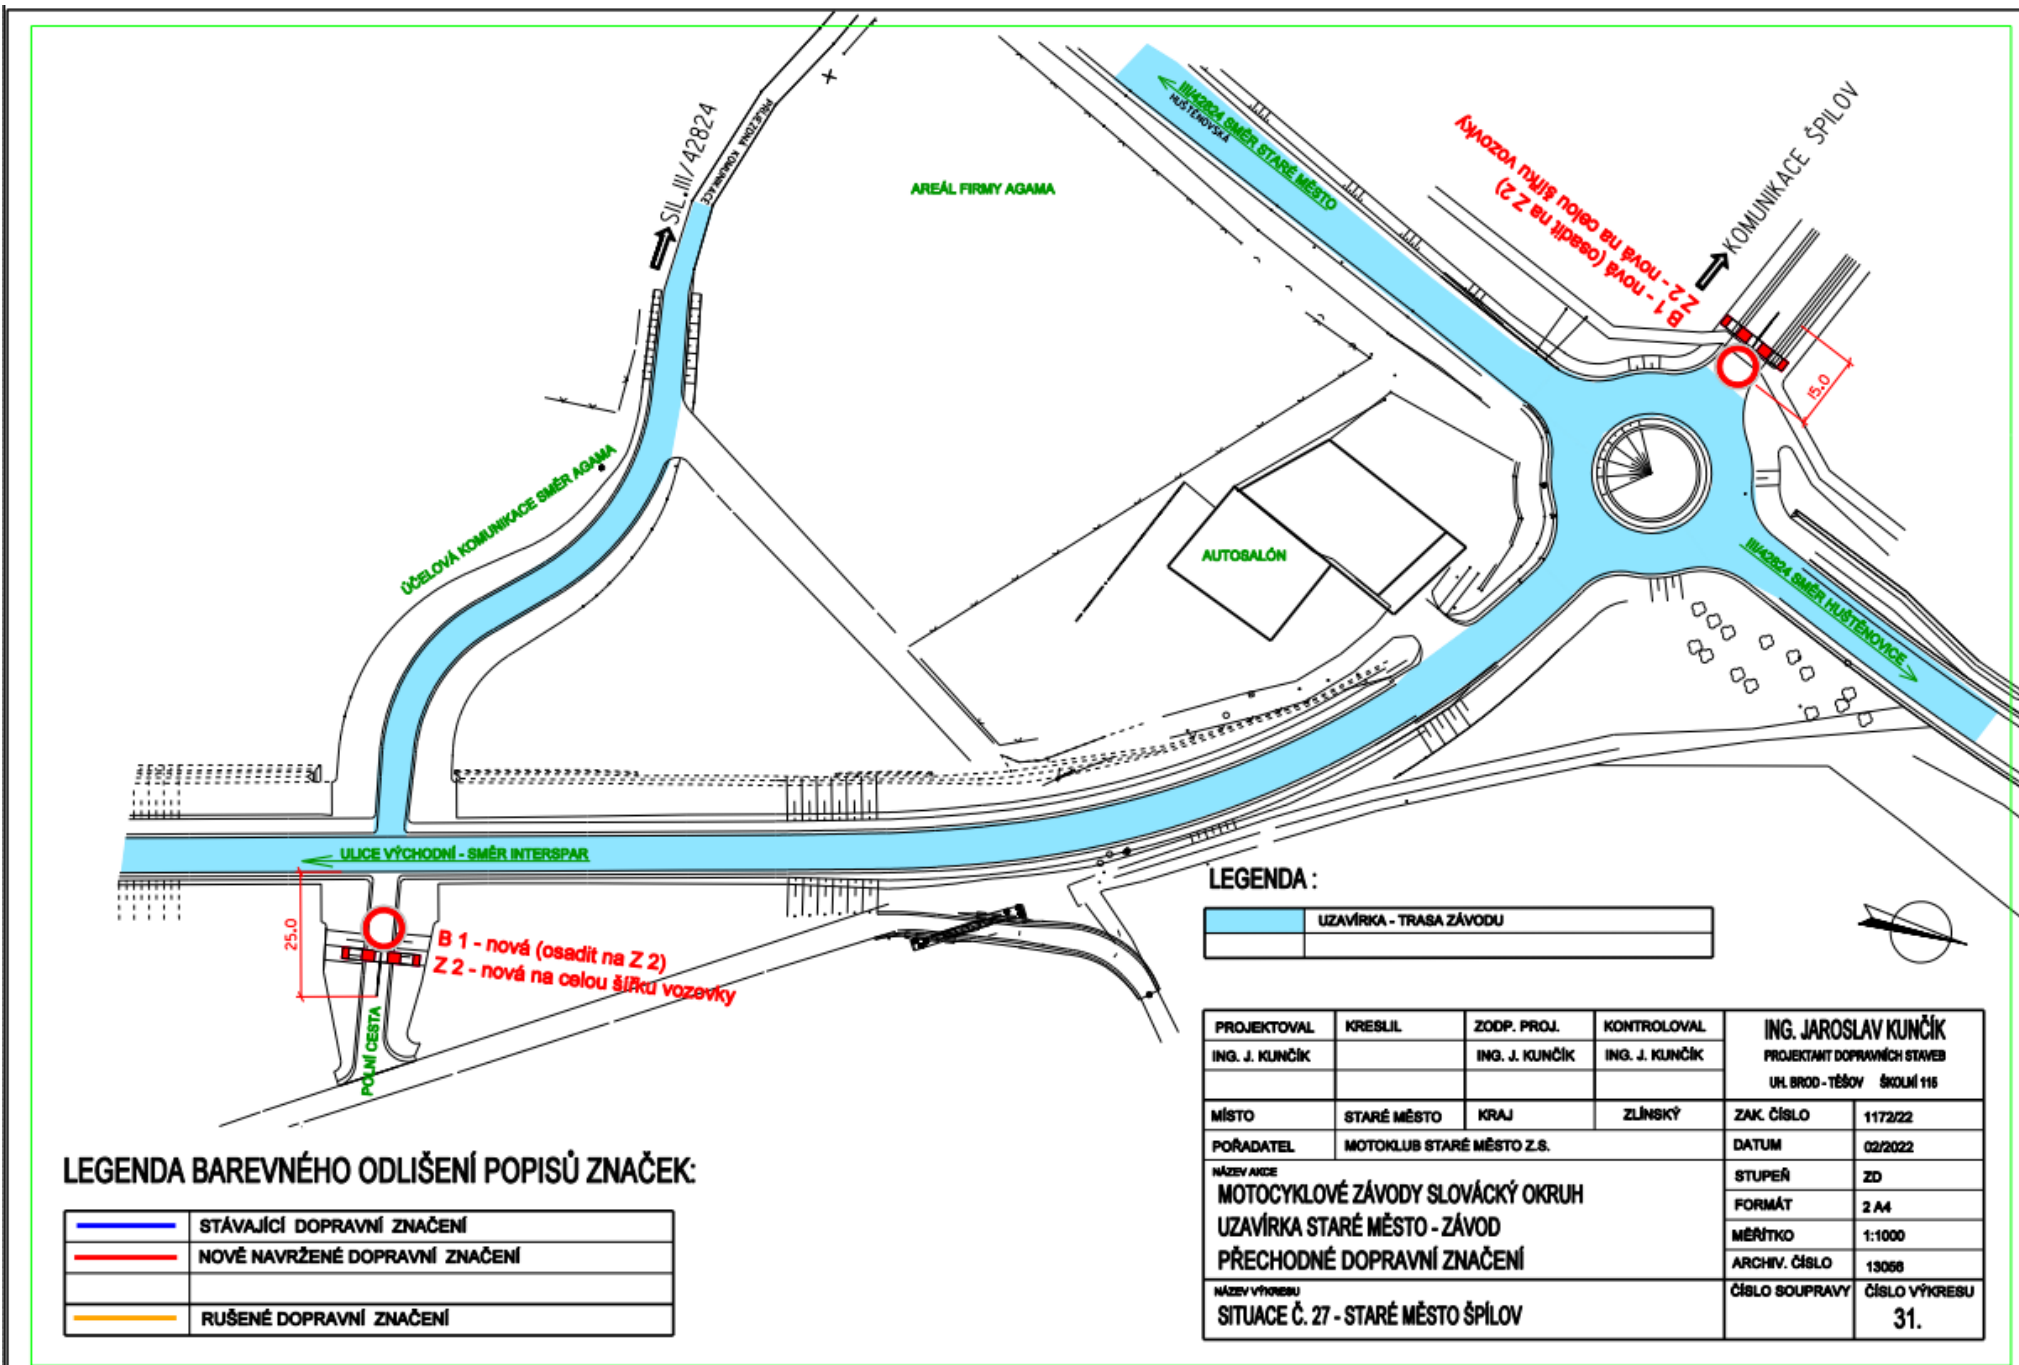 SIL.III/42824
PŘÍJEZDNÁ KOMUNIKACE
AREÁL FIRMY AGAMA
III/42824 SMĚR STARÉ MĚSTO
HUŠTĚNOVSKÁ
B 1 - nová (osadit na Z 2)
Z 2 - nová na celou šířku vozovky
KOMUNIKACE ŠPILOV
15.0
ÚČELOVÁ KOMUNIKACE SMĚR AGAMA
AUTOSALÓN
III/42824 SMĚR HUŠTĚNOVICE
ULICE VÝCHODNÍ - SMĚR INTERSPAR
25.0
B 1 - nová (osadit na Z 2)
Z 2 - nová na celou šířku vozovky
POLNÍ CESTA
LEGENDA :
UZAVÍRKA - TRASA ZÁVODU
LEGENDA BAREVNÉHO ODLIŠENÍ POPISŮ ZNAČEK:
STÁVAJÍCÍ DOPRAVNÍ ZNAČENÍ
NOVĚ NAVRŽENÉ DOPRAVNÍ ZNAČENÍ
RUŠENÉ DOPRAVNÍ ZNAČENÍ
PROJEKTOVAL KRESLIL ZODP. PROJ. KONTROLOVAL
ING. J. KUNČÍK ING. J. KUNČÍK ING. J. KUNČÍK
ING. JAROSLAV KUNČÍK
PROJEKTANT DOPRAVNÍCH STAVEB
UH. BROD - TĚŠOV ŠKOLNÍ 115
MÍSTO STARÉ MĚSTO KRAJ ZLÍNSKÝ ZAK. ČÍSLO 1172/22
POŘADATEL MOTOKLUB STARÉ MĚSTO Z.S. DATUM 02/2022
NÁZEV AKCE
MOTOCYKLOVÉ ZÁVODY SLOVÁCKÝ OKRUH
UZAVÍRKA STARÉ MĚSTO - ZÁVOD
PŘECHODNÉ DOPRAVNÍ ZNAČENÍ
STUPEŇ ZD
FORMÁT 2 A4
MĚŘÍTKO 1:1000
ARCHIV. ČÍSLO 13056
NÁZEV VÝKRESU
SITUACE Č. 27 - STARÉ MĚSTO ŠPÍLOV
ČÍSLO SOUPRAVY ČÍSLO VÝKRESU
31.